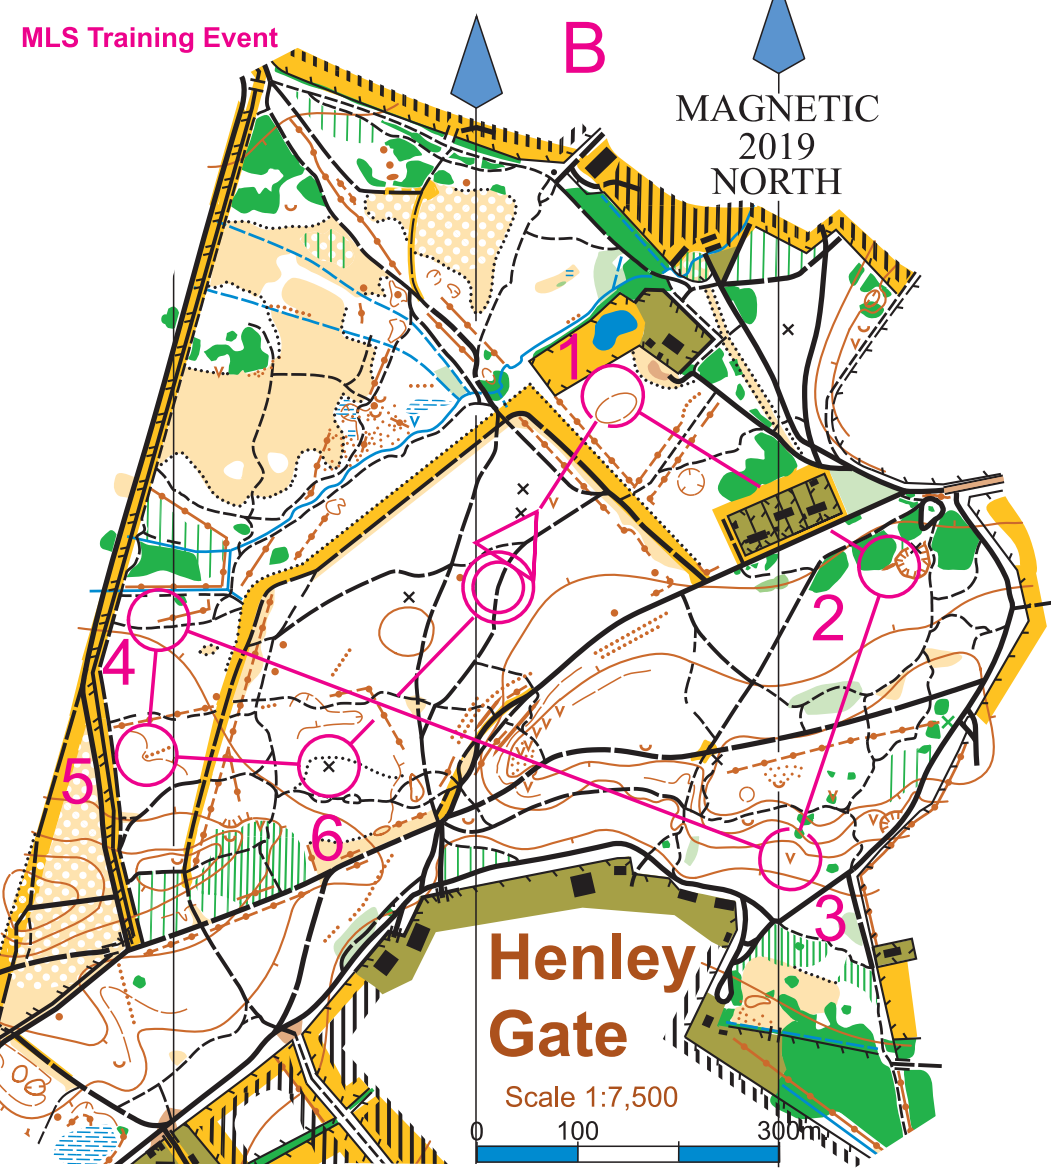 MLS Training Event
B
MAGNETIC
2019
NORTH
1
2
4
5
6
3
Henley
Gate
Scale 1:7,500
0 100 300m